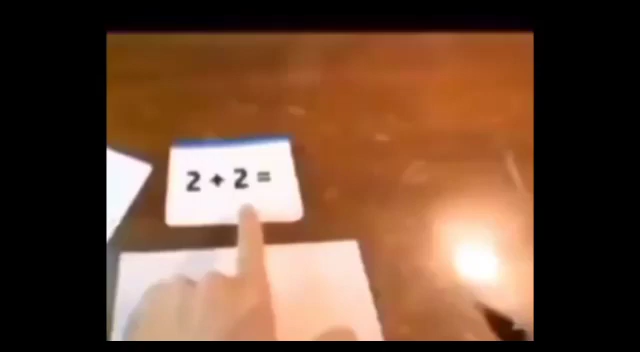 2 + 2 =